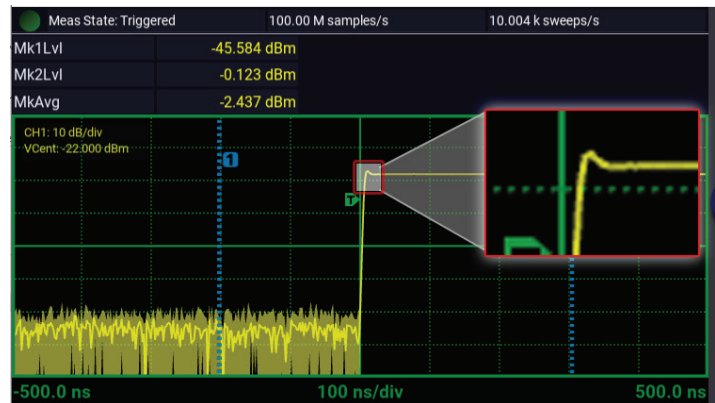 Meas State: Triggered 100.00 M samples/s 10.004 k sweeps/s
Mk1Lvl -45.584 dBm
Mk2Lvl -0.123 dBm
MkAvg -2.437 dBm
CH1: 10 dB/div
VCent: -22.000 dBm
1
T
-500.0 ns 100 ns/div 500.0 ns